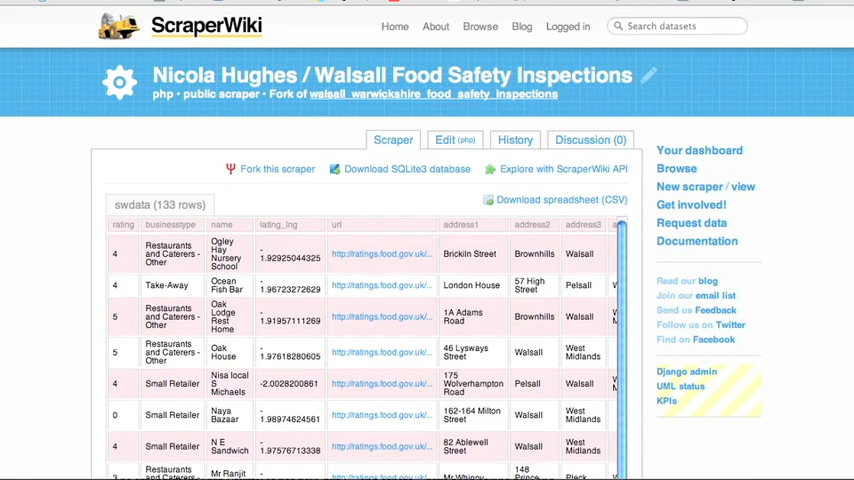 ScraperWiki
Home
About
Browse
Blog
Logged in
Search datasets
Nicola Hughes / Walsall Food Safety Inspections
php • public scraper • Fork of walsall_warwickshire_food_safety_inspections
Scraper
Edit (php)
History
Discussion (0)
Fork this scraper
Download SQLite3 database
Explore with ScraperWiki API
swdata (133 rows)
Download spreadsheet (CSV)
rating businesstype name lating_lng url address1 address2 address3
4
Restaurants
and Caterers -
Other
Ogley
Hay
Nursery
School
-
1.92925044325
http://ratings.food.gov.uk/...
Brickiln Street
Brownhills
Walsall
4
Take-Away
Ocean
Fish Bar
-
1.96723272629
http://ratings.food.gov.uk/...
London House
57 High
Street
Pelsall
5
Restaurants
and Caterers -
Other
Oak
Lodge
Rest
Home
-
1.91957111269
http://ratings.food.gov.uk/...
1A Adams
Road
Brownhills
Walsall
5
Restaurants
and Caterers -
Other
Oak
House
-
1.97618280605
http://ratings.food.gov.uk/...
46 Lysways
Street
Walsall
West
Midlands
4
Small Retailer
Nisa local
S
Michaels
-2.0028200861
http://ratings.food.gov.uk/...
175
Wolverhampton
Road
Pelsall
Walsall
0
Small Retailer
Naya
Bazaar
-
1.98974624561
http://ratings.food.gov.uk/...
162-164 Milton
Street
Walsall
West
Midlands
4
Small Retailer
N E
Sandwich
-
1.97576713338
http://ratings.food.gov.uk/...
82 Ablewell
Street
Walsall
West
Midlands
Restaurants
and Caterers -
Mr Ranjit
148
Your dashboard
Browse
New scraper / view
Get involved!
Request data
Documentation
Read our blog
Join our email list
Send us Feedback
Follow us on Twitter
Find on Facebook
Django admin
UML status
KPIs